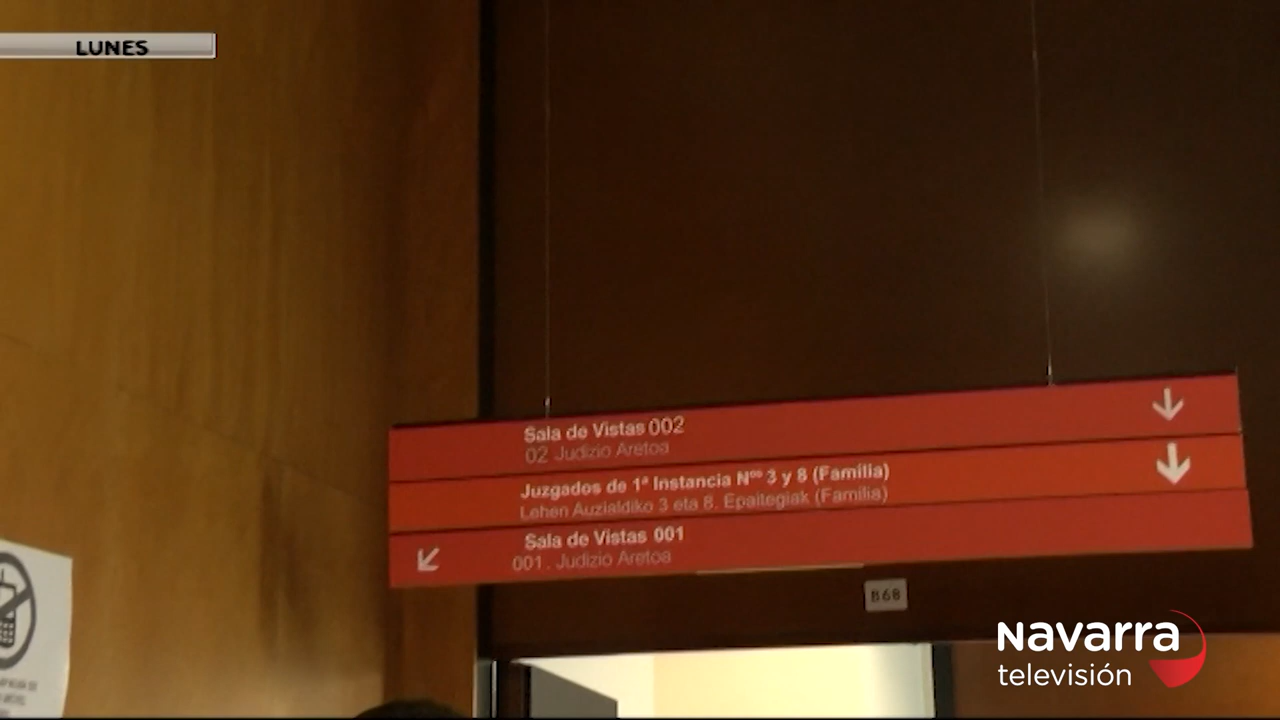 LUNES
Sala de Vistas 002
02 Judizio Aretoa
Juzgados de 1ª Instancia Nºº 3 y 8 (Familia)
Lehen Auzialdiko 3 eta 8. Epaitegiak (Familia)
Sala de Vistas 001
001. Judizio Aretoa
B68
Navarra
televisión